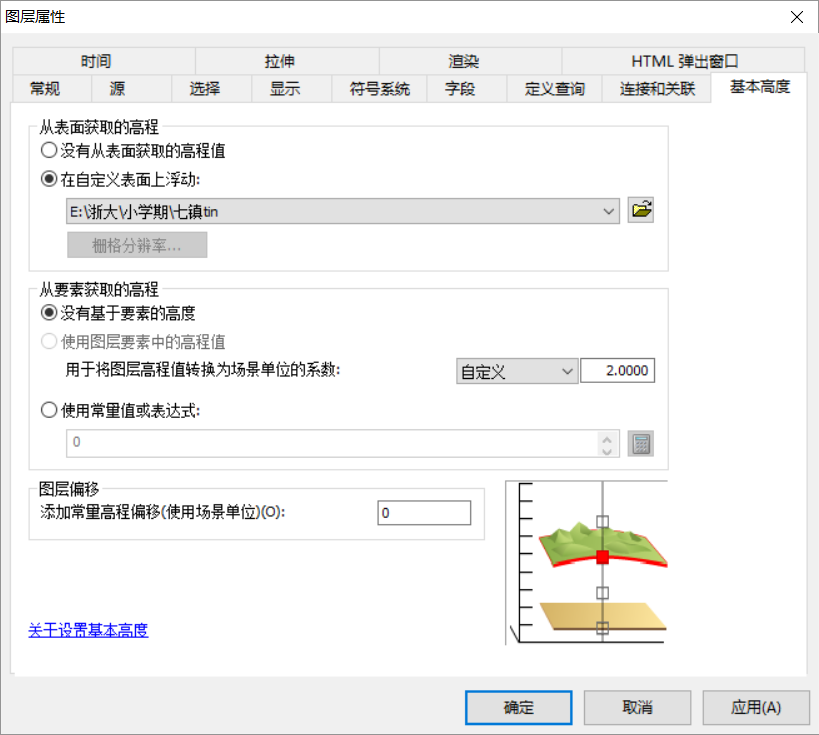 图层属性
时间 拉伸 渲染 HTML 弹出窗口
常规 源 选择 显示 符号系统 字段 定义查询 连接和关联 基本高度
从表面获取的高程
没有从表面获取的高程值
在自定义表面上浮动:
E:\浙大\小学期\七镇tin
栅格分辨率...
从要素获取的高程
没有基于要素的高度
使用图层要素中的高程值
用于将图层高程值转换为场景单位的系数: 自定义 2.0000
使用常量值或表达式:
0
图层偏移
添加常量高程偏移(使用场景单位)(O): 0
关于设置基本高度
确定 取消 应用(A)